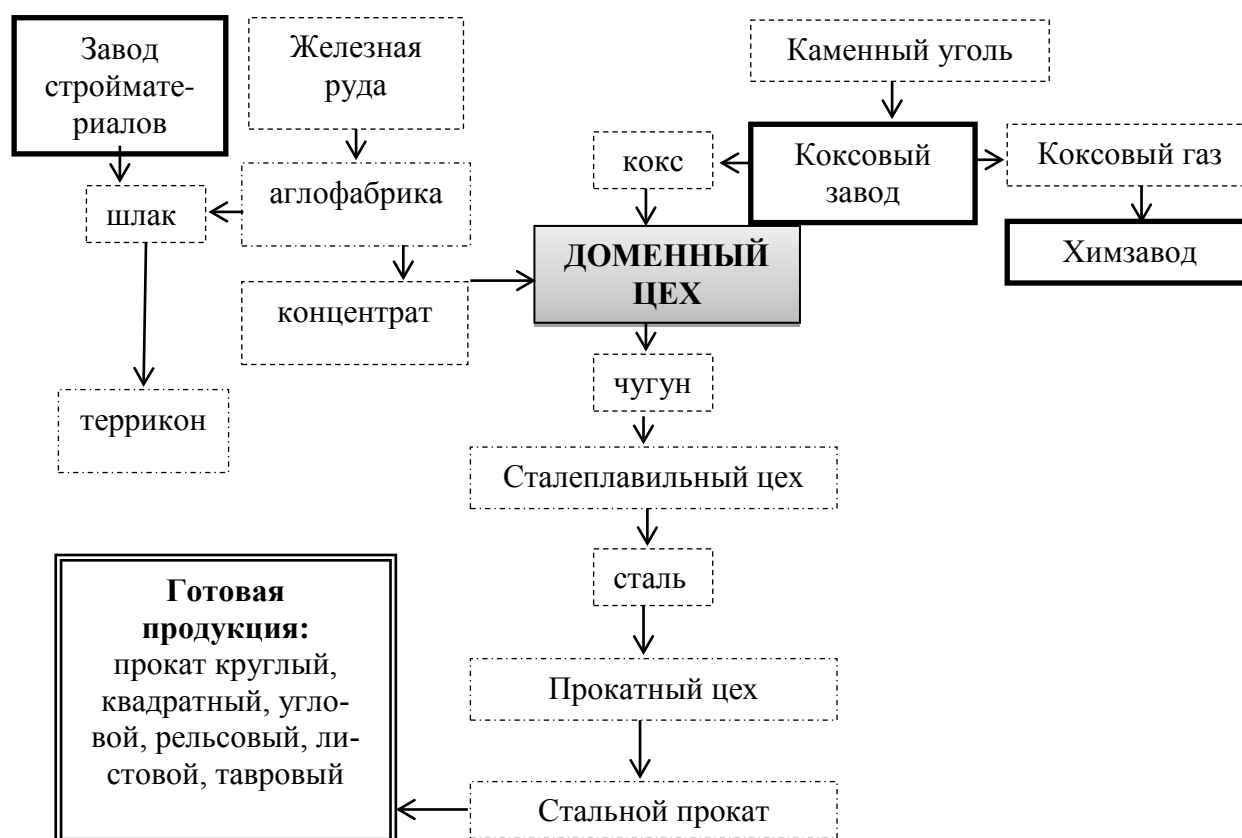 Завод
строймате-
риалов
Железная
руда
Каменный уголь
кокс
Коксовый
завод
Коксовый газ
шлак
аглофабрика
ДОМЕННЫЙ
ЦЕХ
Химзавод
концентрат
чугун
террикон
Сталеплавильный цех
сталь
Готовая
продукция:
прокат круглый,
квадратный, угло-
вой, рельсовый, ли-
стовой, тавровый
Прокатный цех
Стальной прокат